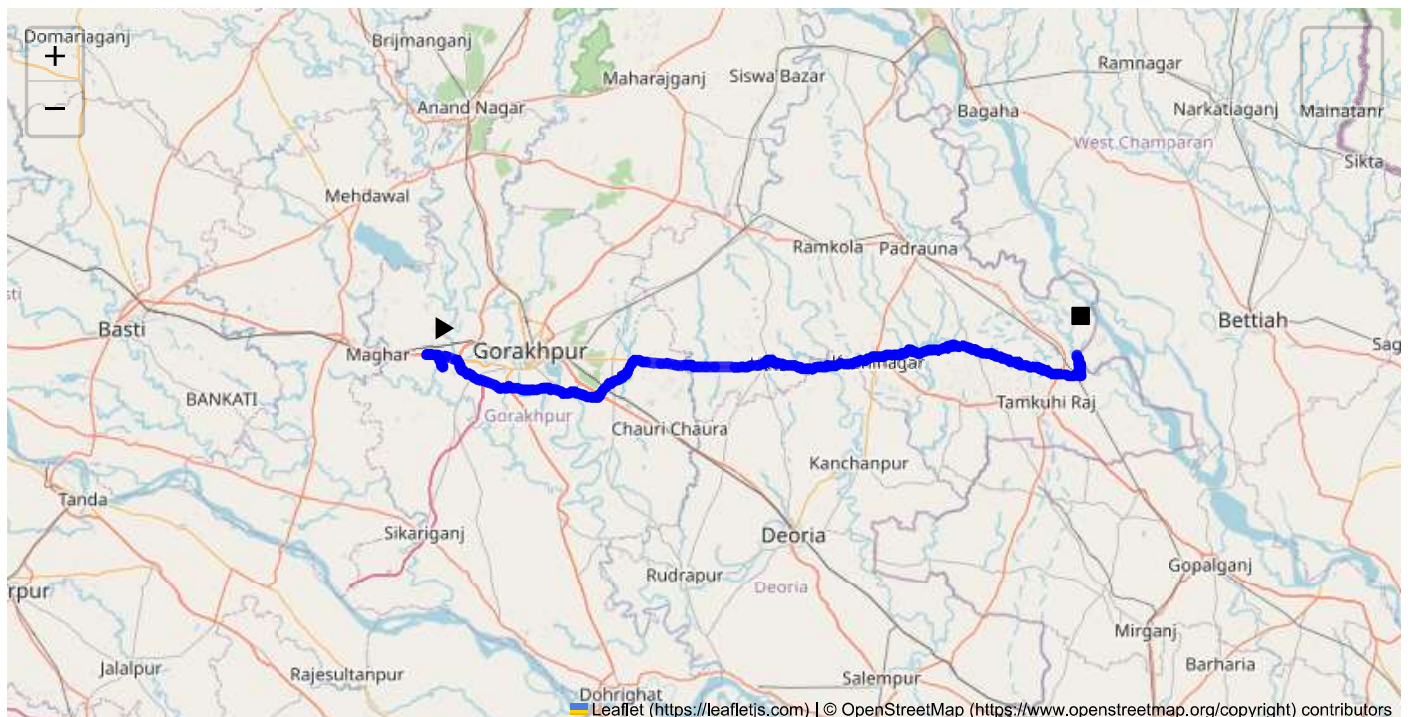 Domariaganj
+
−
Brijmanganj
Maharajganj
Siswa Bazar
Ramnagar
Anand Nagar
Bagaha
Narkatiaganj
Mainatanr
West Champaran
Sikta
Mehdawal
Ramkola
Padrauna
Basti
Maghar
Gorakhpur
Bettiah
BANKATI
Gorakhpur
Chauri Chaura
Tamkuhi Raj
Kanchanpur
Tanda
Sikariganj
Deoria
Rudrapur
Deoria
Gopalganj
rpur
Mirganj
Jalalpur
Rajesultanpur
Barharia
Salempur
Dohrighat
Leaflet (https://leafletjs.com) | © OpenStreetMap (https://www.openstreetmap.org/copyright) contributors